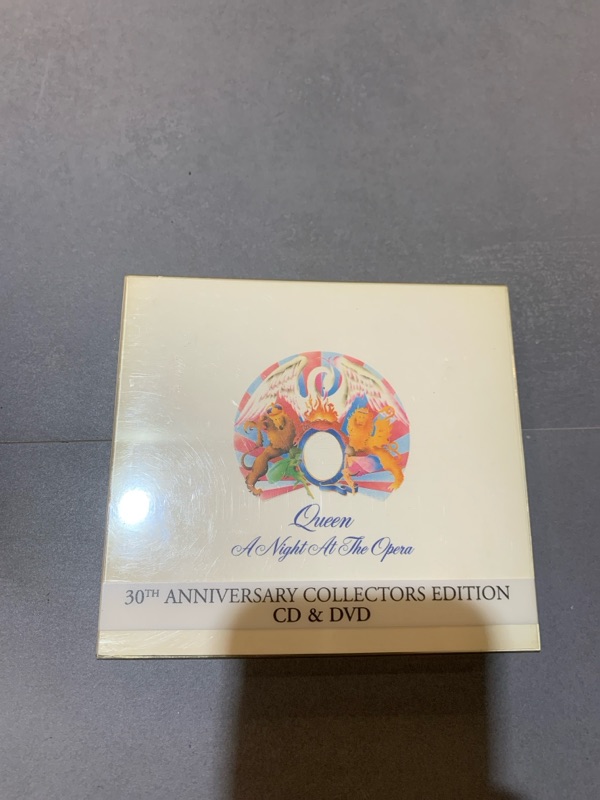 Queen
A Night At The Opera
30TH ANNIVERSARY COLLECTORS EDITION
CD & DVD